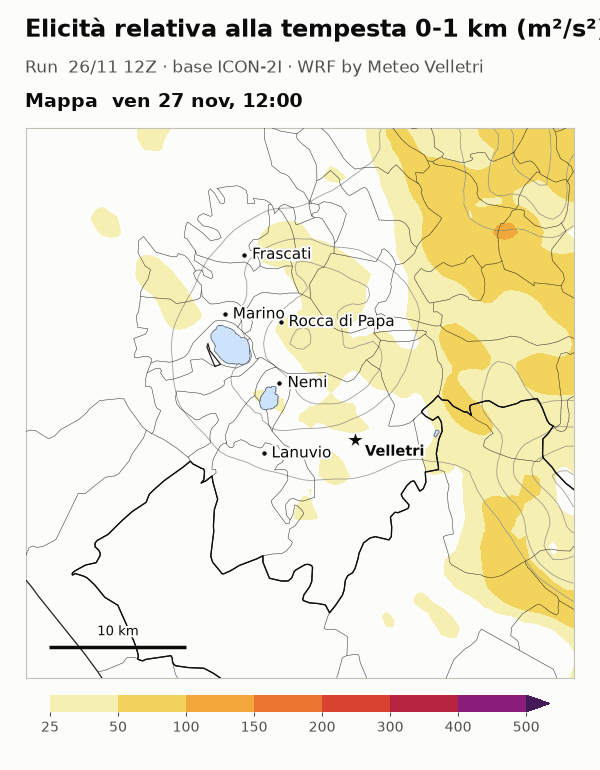 Elicità relativa alla tempesta 0-1 km (m²/s²)
Run  26/11 12Z · base ICON-2I · WRF by Meteo Velletri
Mappa  ven 27 nov, 12:00
Frascati
Marino
Rocca di Papa
Nemi
Velletri
Lanuvio
10 km
25 50 100 150 200 300 400 500